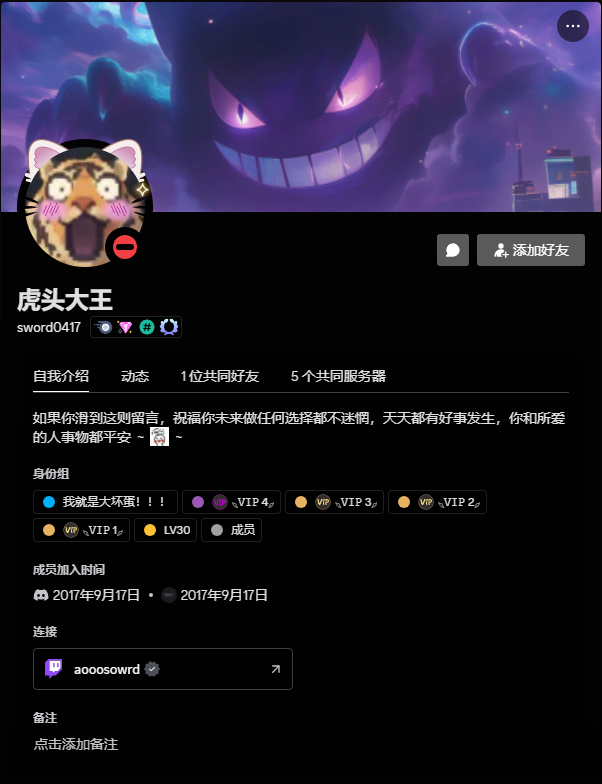 添加好友
虎头大王
sword0417
自我介绍 动态 1 位共同好友 5 个共同服务器
如果你滑到这则留言，祝福你未来做任何选择都不迷惘，天天都有好事发生，你和所爱
的人事物都平安 ~ ~
身份组
我就是大坏蛋！！！ VIP VIP 4 VIP VIP 3 VIP VIP 2
VIP VIP 1 LV30 成员
成员加入时间
2017年9月17日 • 2017年9月17日
连接
aooosowrd
备注
点击添加备注